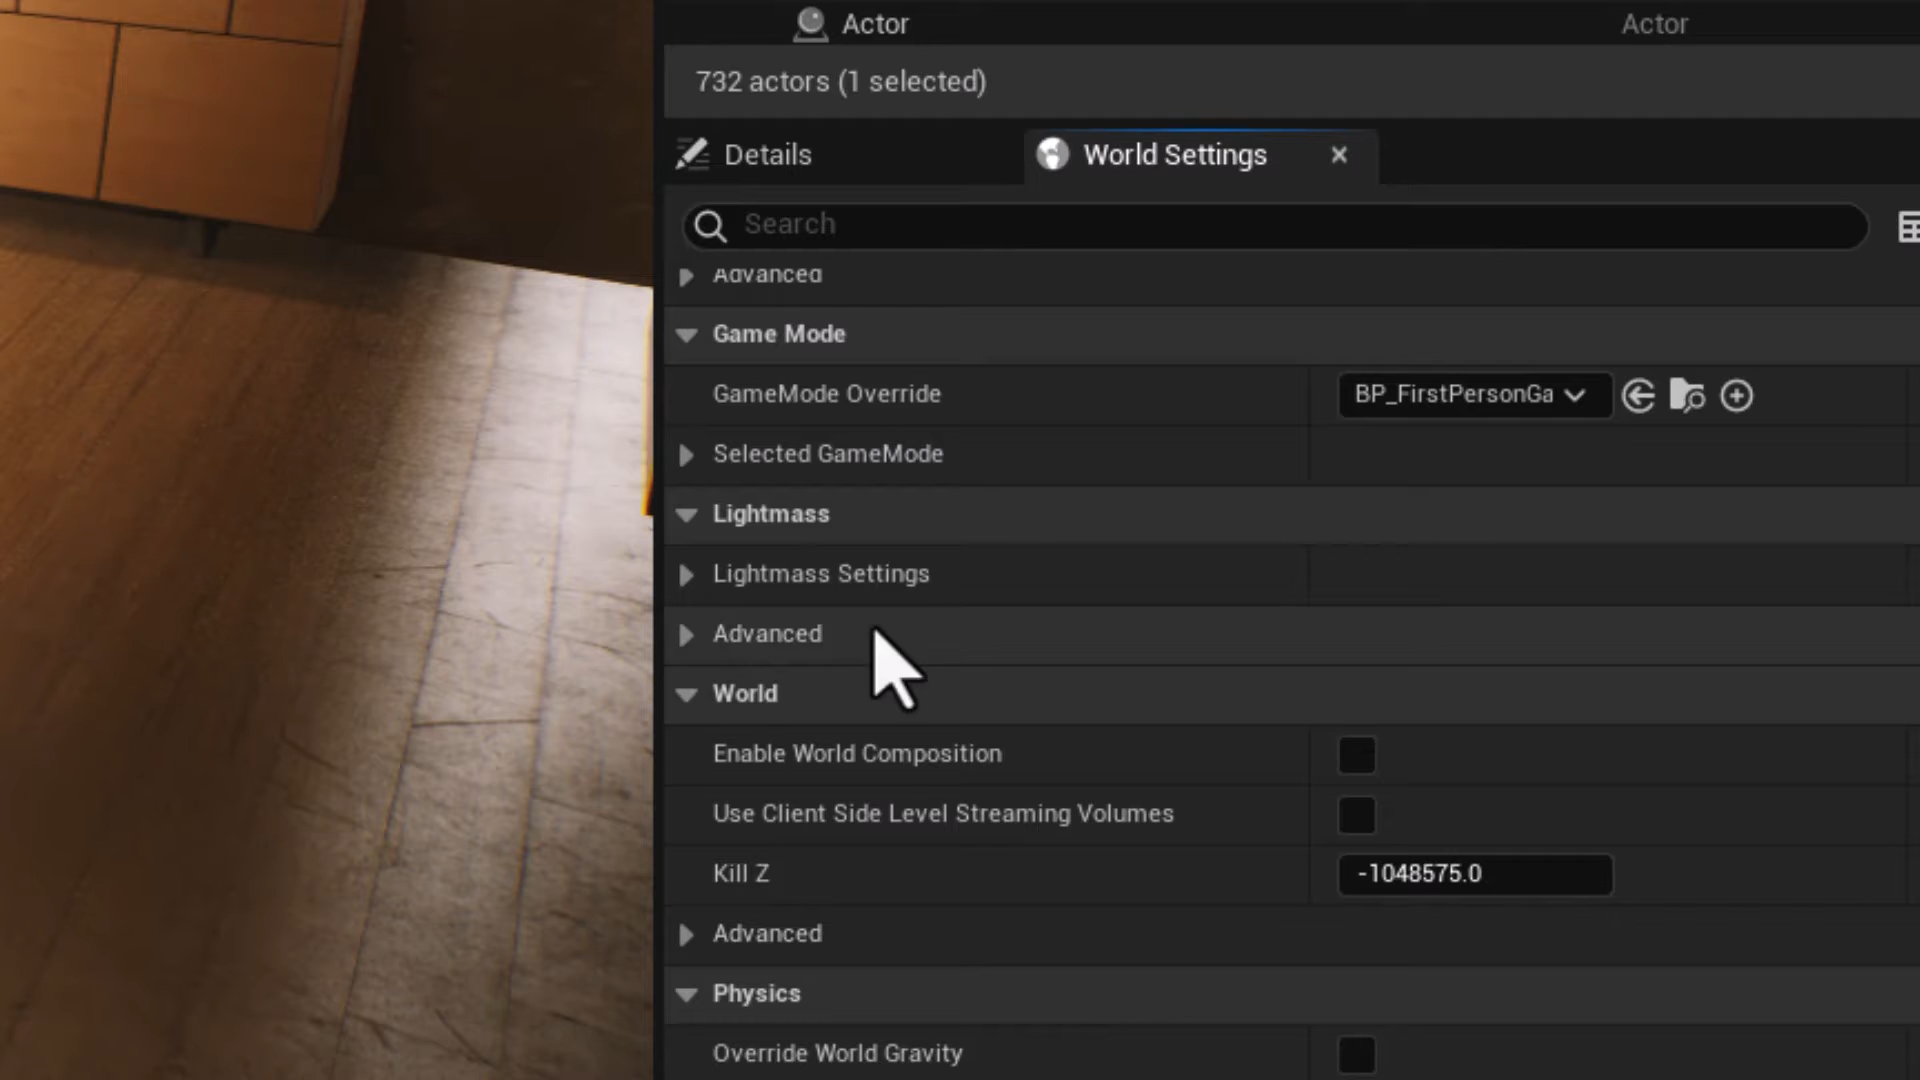 Actor Actor
732 actors (1 selected)
Details World Settings
Search
Advanced
Game Mode
GameMode Override BP_FirstPersonGa
Selected GameMode
Lightmass
Lightmass Settings
Advanced
World
Enable World Composition
Use Client Side Level Streaming Volumes
Kill Z -1048575.0
Advanced
Physics
Override World Gravity